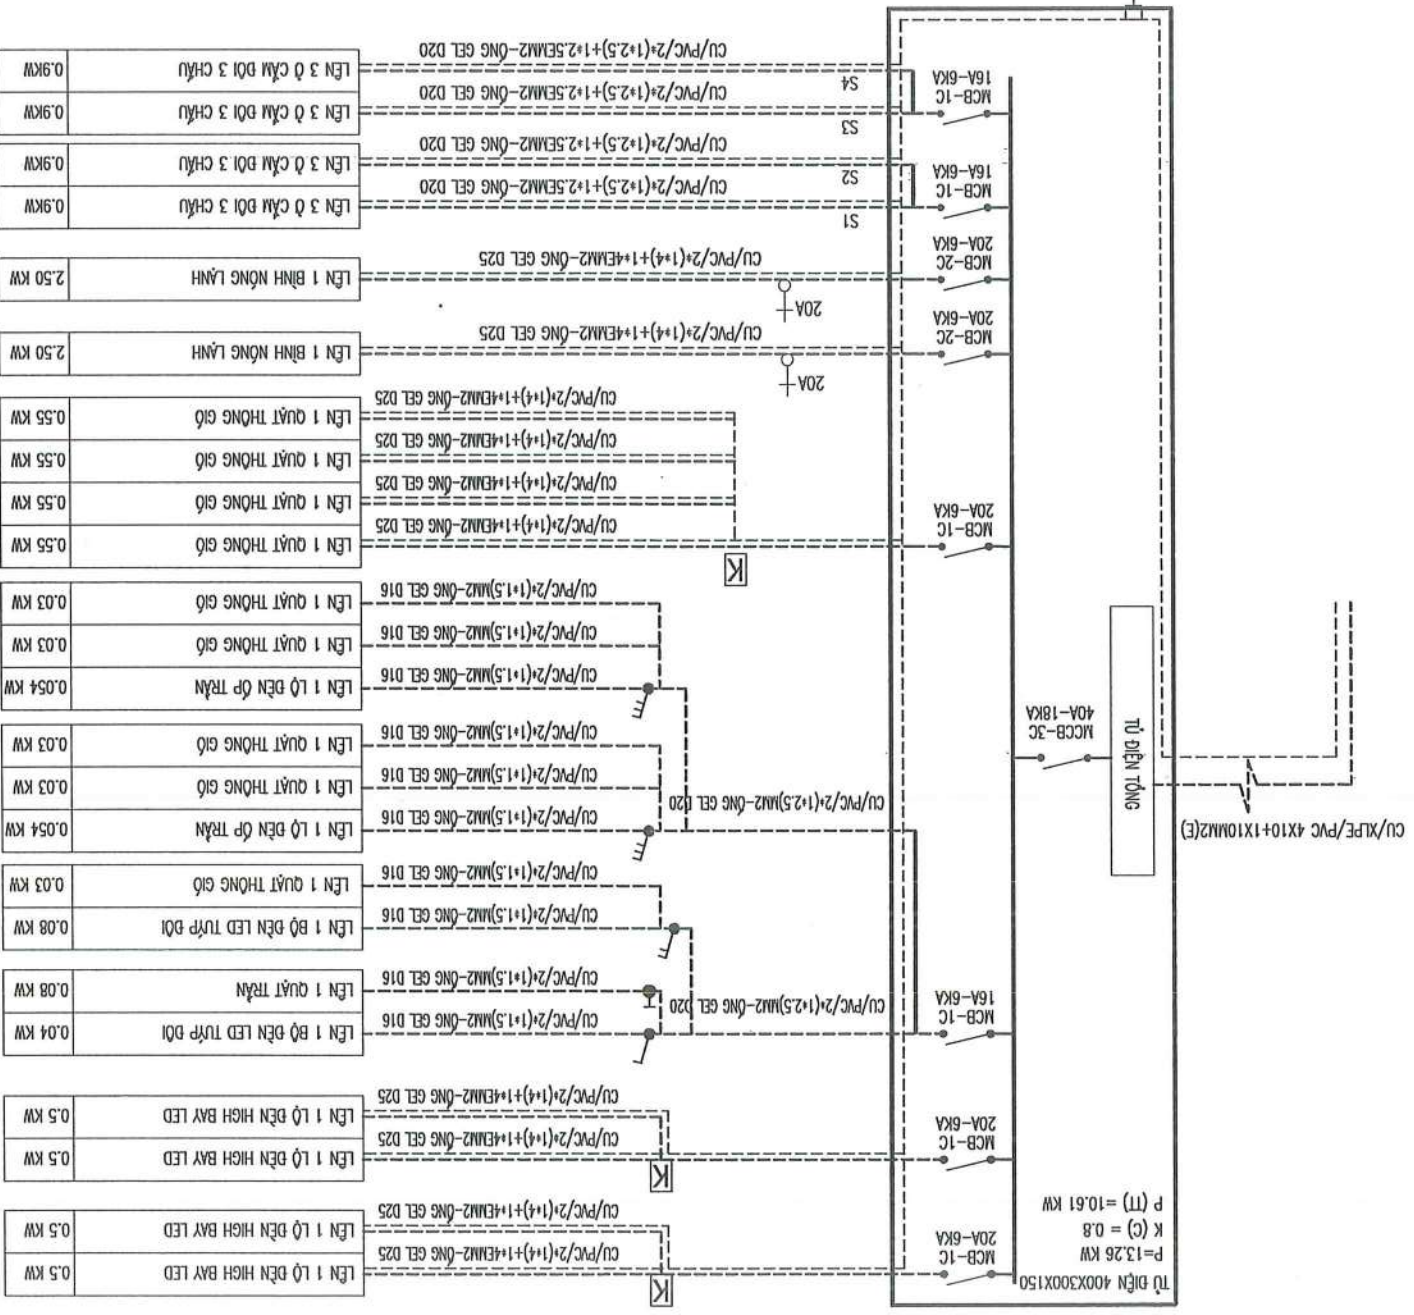 TỦ ĐIỆN 400X300X150
P=13.26 KW
K (C) = 0.8
P (TT) =10.61 KW
CU/XLPE/PVC 4X10+1X10MM2(E)
TỦ ĐIỆN TỔNG
MCCB-3C
40A-18KA
MCB-1C
20A-6KA
K
CU/PVC/2*(1*4)+1*4EMM2-ỐNG GEL D25
LÊN 1 LỘ ĐÈN HIGH BAY LED
0.5 KW
CU/PVC/2*(1*4)+1*4EMM2-ỐNG GEL D25
LÊN 1 LỘ ĐÈN HIGH BAY LED
0.5 KW
MCB-1C
20A-6KA
K
CU/PVC/2*(1*4)+1*4EMM2-ỐNG GEL D25
LÊN 1 LỘ ĐÈN HIGH BAY LED
0.5 KW
CU/PVC/2*(1*4)+1*4EMM2-ỐNG GEL D25
LÊN 1 LỘ ĐÈN HIGH BAY LED
0.5 KW
MCB-1C
16A-6KA
CU/PVC/2*(1*2.5)MM2-ỐNG GEL D20
CU/PVC/2*(1*1.5)MM2-ỐNG GEL D16
LÊN 1 BỘ ĐÈN LED TUÝP ĐÔI
0.04 KW
CU/PVC/2*(1*1.5)MM2-ỐNG GEL D16
LÊN 1 QUẠT TRẦN
0.08 KW
CU/PVC/2*(1*1.5)MM2-ỐNG GEL D16
LÊN 1 BỘ ĐÈN LED TUÝP ĐÔI
0.08 KW
CU/PVC/2*(1*1.5)MM2-ỐNG GEL D16
LÊN 1 QUẠT THÔNG GIÓ
0.03 KW
CU/PVC/2*(1*2.5)MM2-ỐNG GEL D20
CU/PVC/2*(1*1.5)MM2-ỐNG GEL D16
LÊN 1 LỘ ĐÈN ỐP TRẦN
0.054 KW
CU/PVC/2*(1*1.5)MM2-ỐNG GEL D16
LÊN 1 QUẠT THÔNG GIÓ
0.03 KW
CU/PVC/2*(1*1.5)MM2-ỐNG GEL D16
LÊN 1 QUẠT THÔNG GIÓ
0.03 KW
CU/PVC/2*(1*1.5)MM2-ỐNG GEL D16
LÊN 1 LỘ ĐÈN ỐP TRẦN
0.054 KW
CU/PVC/2*(1*1.5)MM2-ỐNG GEL D16
LÊN 1 QUẠT THÔNG GIÓ
0.03 KW
CU/PVC/2*(1*1.5)MM2-ỐNG GEL D16
LÊN 1 QUẠT THÔNG GIÓ
0.03 KW
MCB-1C
20A-6KA
K
CU/PVC/2*(1*4)+1*4EMM2-ỐNG GEL D25
LÊN 1 QUẠT THÔNG GIÓ
0.55 KW
CU/PVC/2*(1*4)+1*4EMM2-ỐNG GEL D25
LÊN 1 QUẠT THÔNG GIÓ
0.55 KW
CU/PVC/2*(1*4)+1*4EMM2-ỐNG GEL D25
LÊN 1 QUẠT THÔNG GIÓ
0.55 KW
CU/PVC/2*(1*4)+1*4EMM2-ỐNG GEL D25
LÊN 1 QUẠT THÔNG GIÓ
0.55 KW
MCB-2C
20A-6KA
20A
CU/PVC/2*(1*4)+1*4EMM2-ỐNG GEL D25
LÊN 1 BÌNH NÓNG LẠNH
2.50 KW
MCB-2C
20A-6KA
20A
CU/PVC/2*(1*4)+1*4EMM2-ỐNG GEL D25
LÊN 1 BÌNH NÓNG LẠNH
2.50 KW
MCB-1C
16A-6KA
S1
CU/PVC/2*(1*2.5)+1*2.5EMM2-ỐNG GEL D20
LÊN 3 Ổ CẮM ĐÔI 3 CHẤU
0.9KW
S2
CU/PVC/2*(1*2.5)+1*2.5EMM2-ỐNG GEL D20
LÊN 3 Ổ CẮM ĐÔI 3 CHẤU
0.9KW
MCB-1C
16A-6KA
S3
CU/PVC/2*(1*2.5)+1*2.5EMM2-ỐNG GEL D20
LÊN 3 Ổ CẮM ĐÔI 3 CHẤU
0.9KW
S4
CU/PVC/2*(1*2.5)+1*2.5EMM2-ỐNG GEL D20
LÊN 3 Ổ CẮM ĐÔI 3 CHẤU
0.9KW